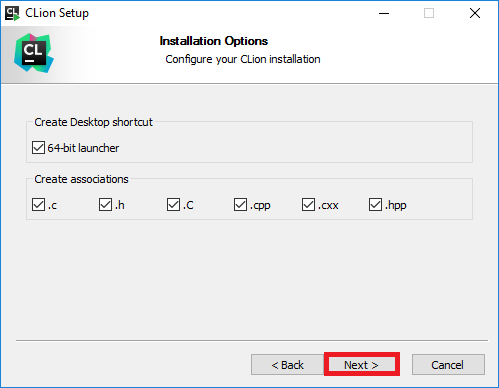 CLion Setup
CL
Installation Options
Configure your CLion installation
Create Desktop shortcut
64-bit launcher
Create associations
.c .h .C .cpp .cxx .hpp
< Back Next > Cancel